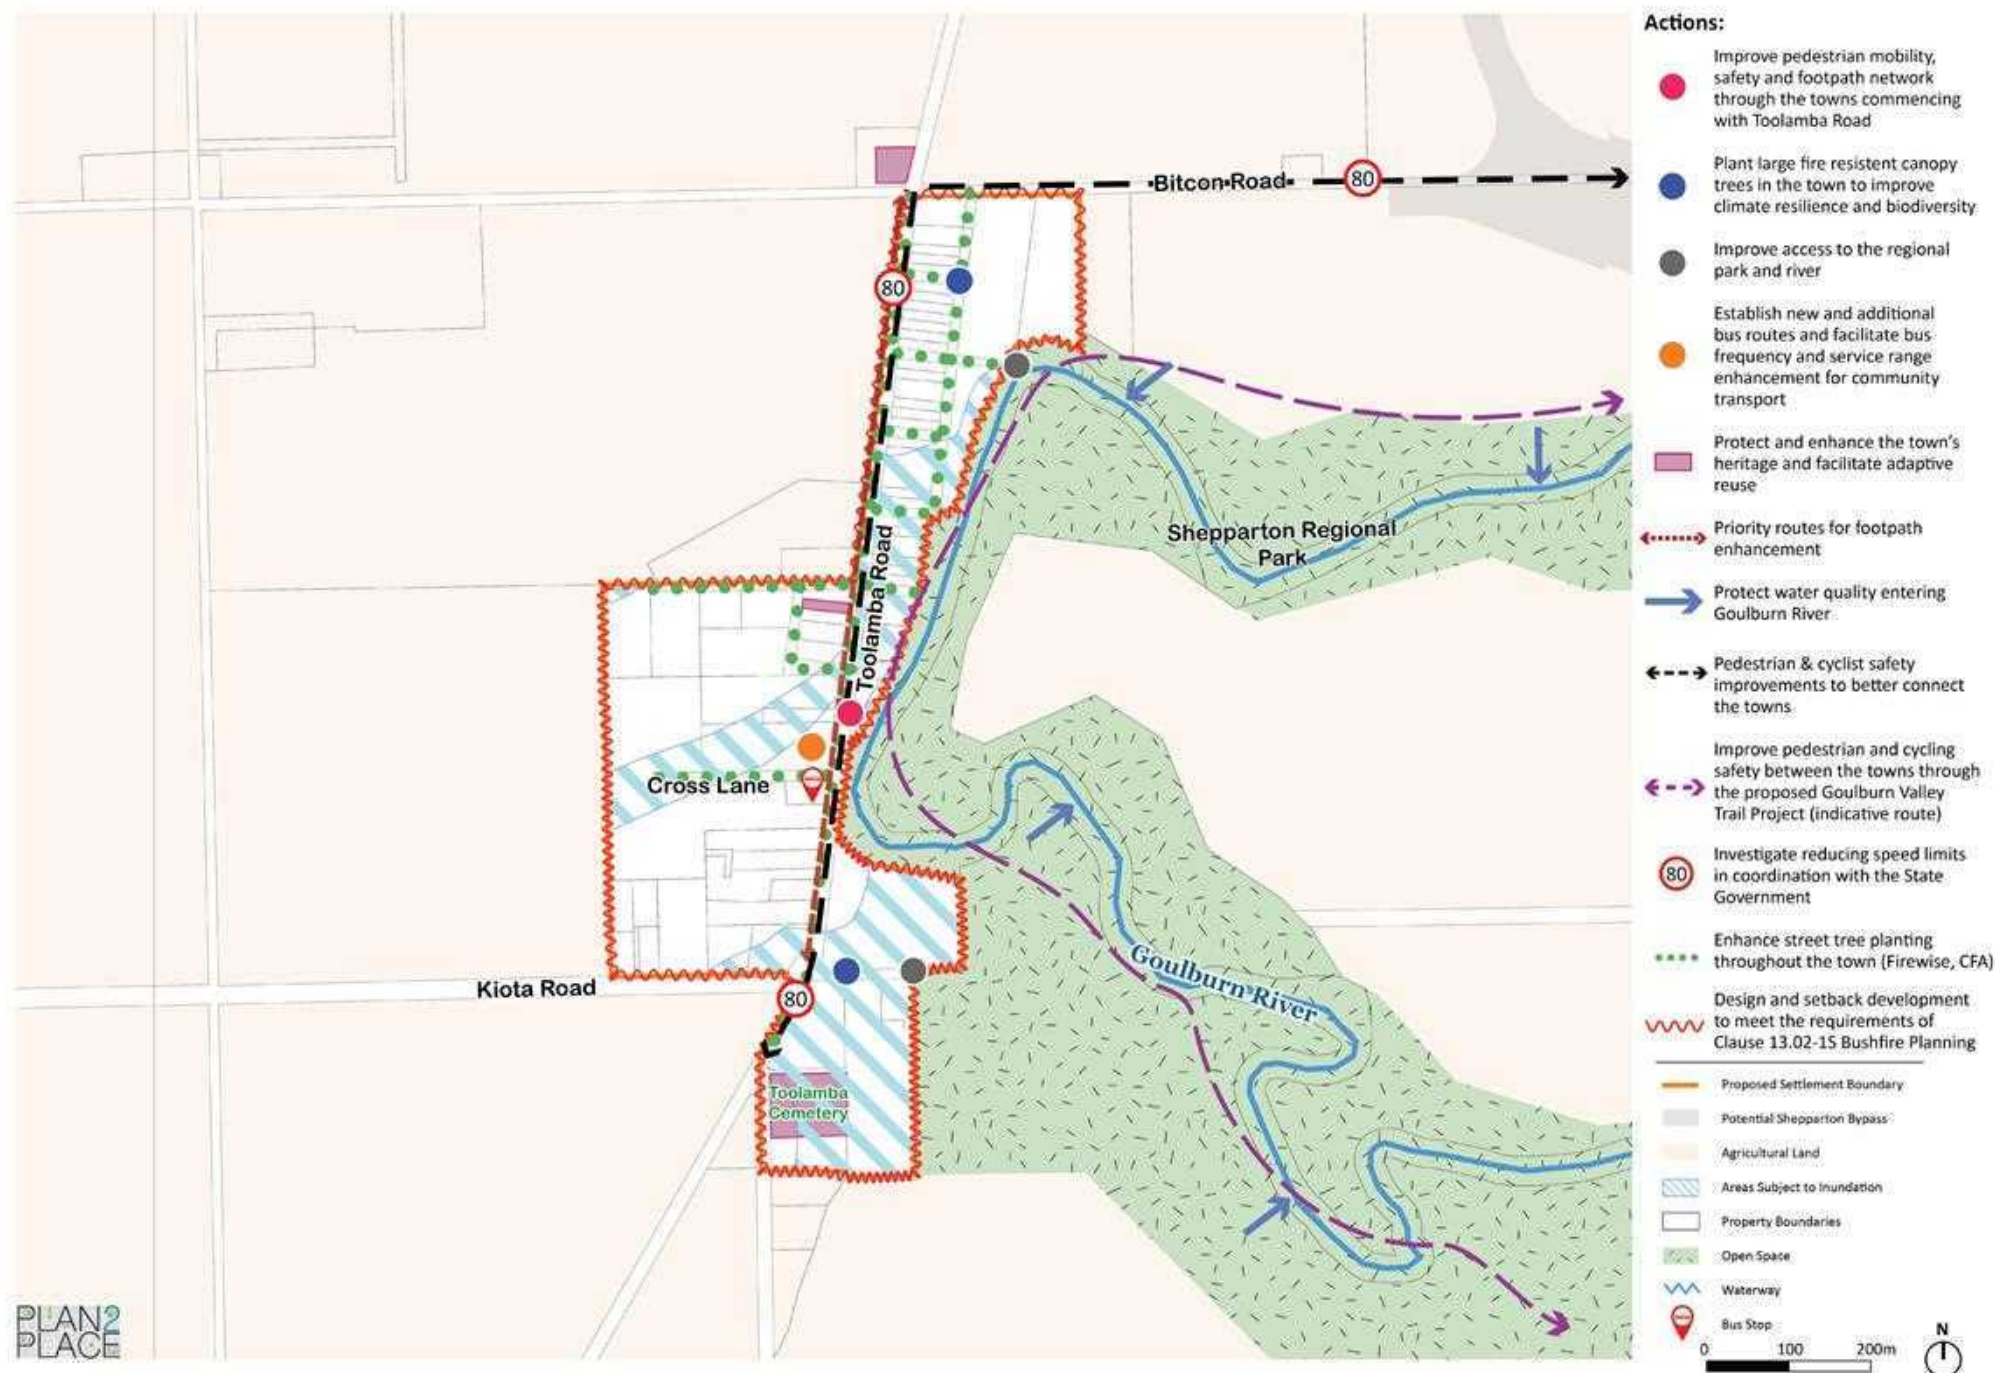 Bitcon Road
80
80
Toolamba Road
Shepparton Regional
Park
Cross Lane
Kiota Road
80
Goulburn River
Toolamba
Cemetery
PLAN2
PLACE
Actions:
Improve pedestrian mobility,
safety and footpath network
through the towns commencing
with Toolamba Road
Plant large fire resistent canopy
trees in the town to improve
climate resilience and biodiversity
Improve access to the regional
park and river
Establish new and additional
bus routes and facilitate bus
frequency and service range
enhancement for community
transport
Protect and enhance the town's
heritage and facilitate adaptive
reuse
Priority routes for footpath
enhancement
Protect water quality entering
Goulburn River
Pedestrian & cyclist safety
improvements to better connect
the towns
Improve pedestrian and cycling
safety between the towns through
the proposed Goulburn Valley
Trail Project (indicative route)
80
Investigate reducing speed limits
in coordination with the State
Government
Enhance street tree planting
throughout the town (Firewise, CFA)
Design and setback development
to meet the requirements of
Clause 13.02-1S Bushfire Planning
Proposed Settlement Boundary
Potential Shepparton Bypass
Agricultural Land
Areas Subject to Inundation
Property Boundaries
Open Space
Waterway
Bus Stop
0 100 200m
N